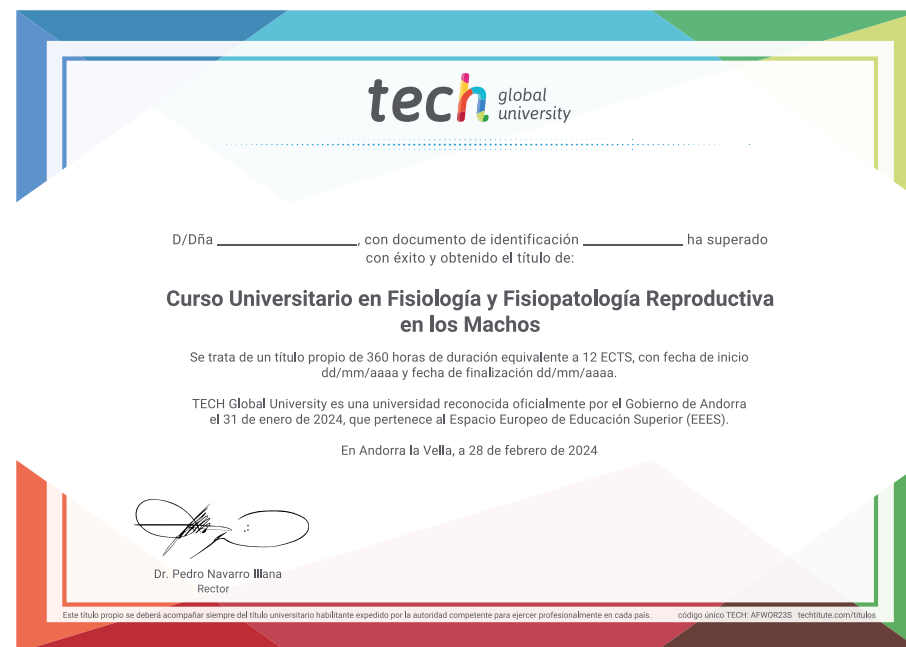 tech global university
D/Dña ____________________, con documento de identificación ______________ ha superado
con éxito y obtenido el título de:
Curso Universitario en Fisiología y Fisiopatología Reproductiva
en los Machos
Se trata de un título propio de 360 horas de duración equivalente a 12 ECTS, con fecha de inicio
dd/mm/aaaa y fecha de finalización dd/mm/aaaa.
TECH Global University es una universidad reconocida oficialmente por el Gobierno de Andorra
el 31 de enero de 2024, que pertenece al Espacio Europeo de Educación Superior (EEES).
En Andorra la Vella, a 28 de febrero de 2024
Dr. Pedro Navarro Illana
Rector
Este título propio se deberá acompañar siempre del título universitario habilitante expedido por la autoridad competente para ejercer profesionalmente en cada país. código único TECH: AFWOR23S techtitute.com/titulos